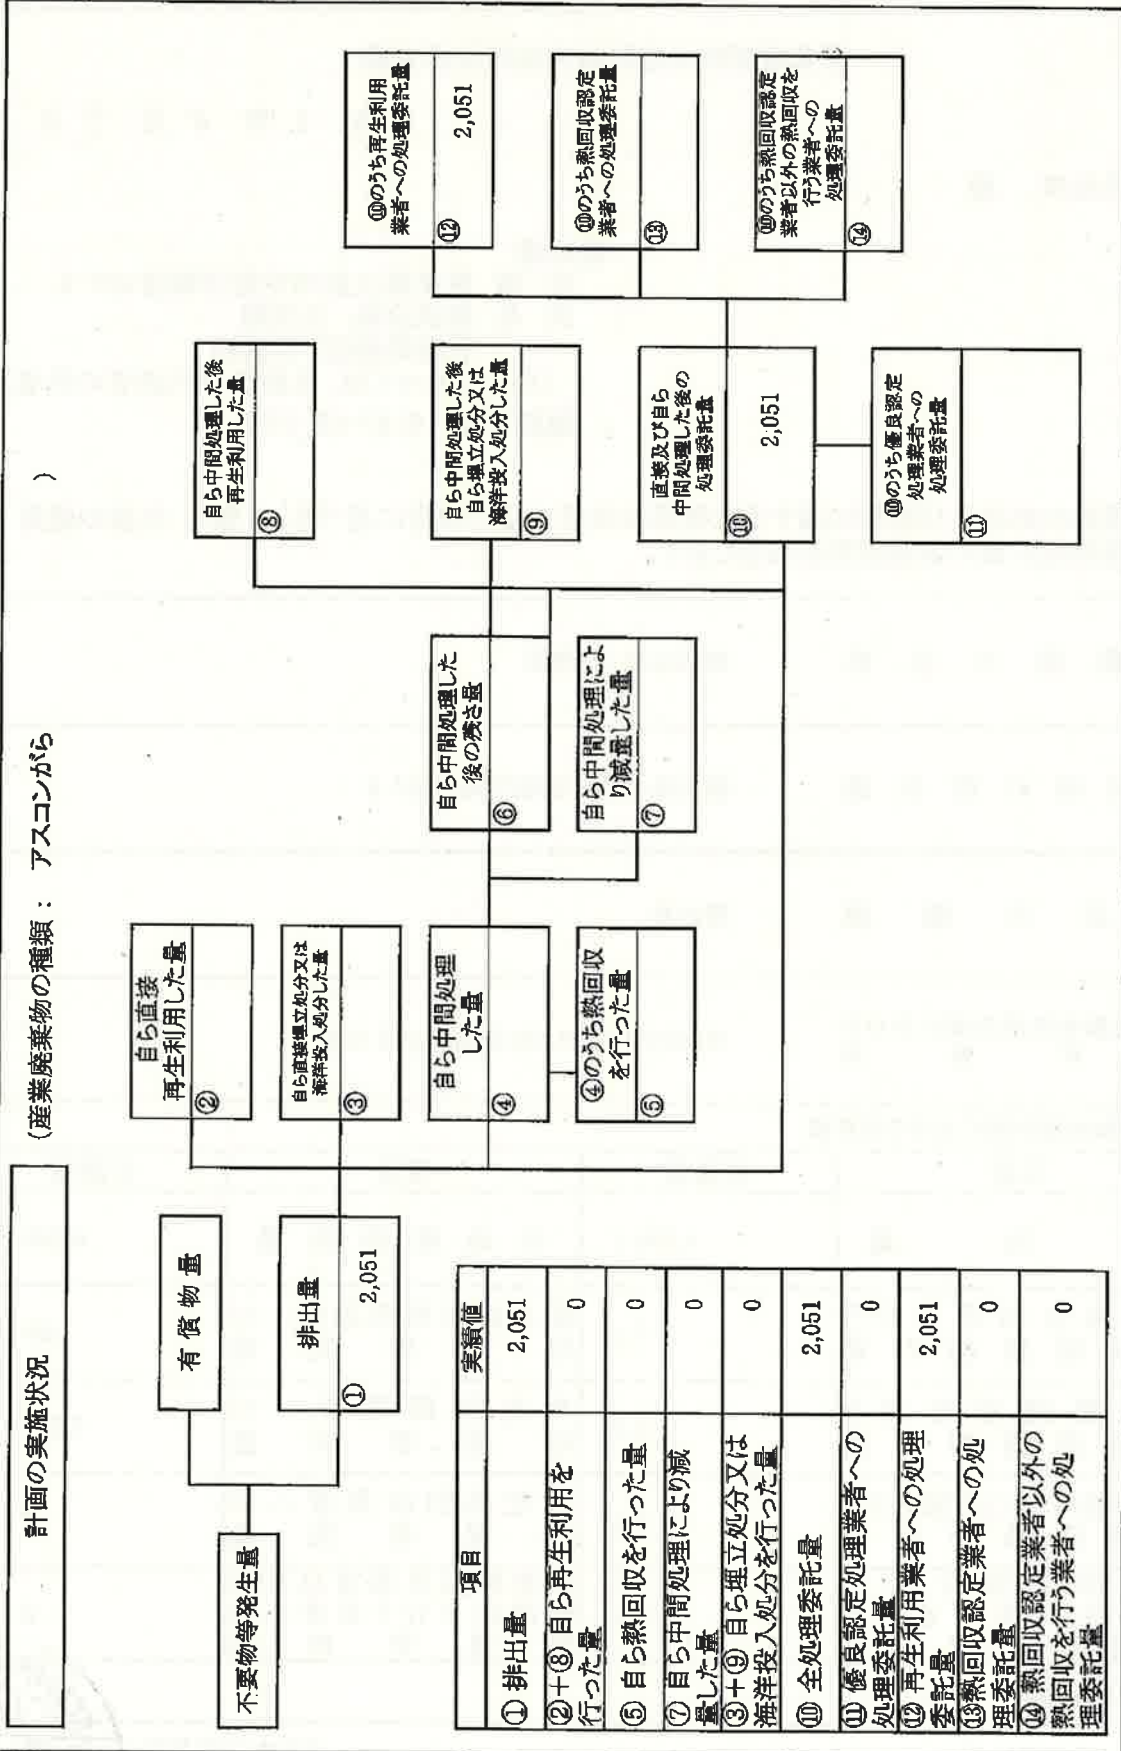 計画の実施状況
（産業廃棄物の種類： アスコンがら ）
不要物等発生量
有償物量
排出量
① 2,051
自ら直接
再生利用した量
②
自ら直接埋立処分又は
海洋投入処分した量
③
自ら中間処理
した量
④
④のうち熱回収
を行った量
⑤
自ら中間処理した
後の残さ量
⑥
自ら中間処理によ
り減量した量
⑦
自ら中間処理した後
再生利用した量
⑧
自ら中間処理した後
自ら埋立処分又は
海洋投入処分した量
⑨
直接及び自ら
中間処理した後の
処理委託量
⑩ 2,051
⑩のうち優良認定
処理業者への
処理委託量
⑪
⑩のうち再生利用
業者への処理委託量
⑫ 2,051
⑩のうち熱回収認定
業者への処理委託量
⑬
⑩のうち熱回収認定
業者以外の熱回収を
行う業者への
処理委託量
⑭
項目 実績値
① 排出量 2,051
②＋⑧ 自ら再生利用を
行った量 0
⑤ 自ら熱回収を行った量 0
⑦ 自ら中間処理により減
量した量 0
③＋⑨ 自ら埋立処分又は
海洋投入処分を行った量 0
⑩ 全処理委託量 2,051
⑪ 優良認定処理業者への
処理委託量 0
⑫ 再生利用業者への処理
委託量 2,051
⑬熱回収認定業者への処
理委託量 0
⑭ 熱回収認定業者以外の
熱回収を行う業者への処
理委託量 0